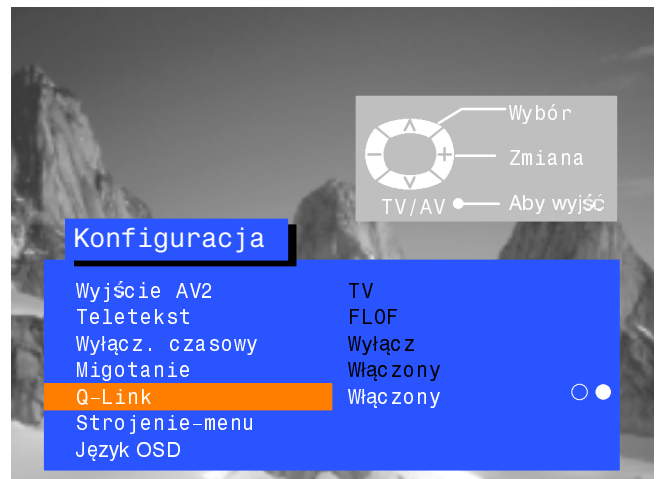 Wybór
Zmiana
TV/AV Aby wyjść
Konfiguracja
Wyjście AV2 TV
Teletekst FLOF
Wyłącz. czasowy Wyłącz
Migotanie Włączony
Q-Link Włączony
Strojenie-menu
Język OSD